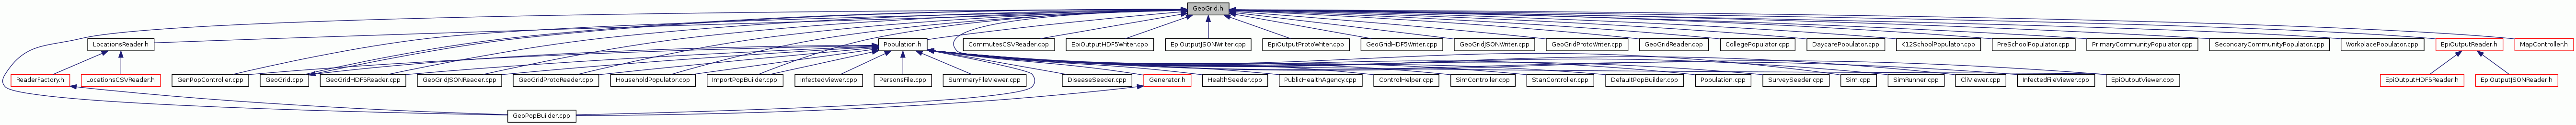 GeoGrid.h
LocationsReader.h
Population.h
CommutesCSVReader.cpp
EpiOutputHDF5Writer.cpp
EpiOutputJSONWriter.cpp
EpiOutputProtoWriter.cpp
GeoGridHDF5Writer.cpp
GeoGridJSONWriter.cpp
GeoGridProtoWriter.cpp
GeoGridReader.cpp
CollegePopulator.cpp
DaycarePopulator.cpp
K12SchoolPopulator.cpp
PreSchoolPopulator.cpp
PrimaryCommunityPopulator.cpp
SecondaryCommunityPopulator.cpp
WorkplacePopulator.cpp
EpiOutputReader.h
MapController.h
ReaderFactory.h
LocationsCSVReader.h
GenPopController.cpp
GeoGrid.cpp
GeoGridHDF5Reader.cpp
GeoGridJSONReader.cpp
GeoGridProtoReader.cpp
HouseholdPopulator.cpp
ImportPopBuilder.cpp
InfectedViewer.cpp
PersonsFile.cpp
SummaryFileViewer.cpp
DiseaseSeeder.cpp
Generator.h
HealthSeeder.cpp
PublicHealthAgency.cpp
ControlHelper.cpp
SimController.cpp
StanController.cpp
DefaultPopBuilder.cpp
Population.cpp
SurveySeeder.cpp
Sim.cpp
SimRunner.cpp
CliViewer.cpp
InfectedFileViewer.cpp
EpiOutputViewer.cpp
EpiOutputHDF5Reader.h
EpiOutputJSONReader.h
GeoPopBuilder.cpp